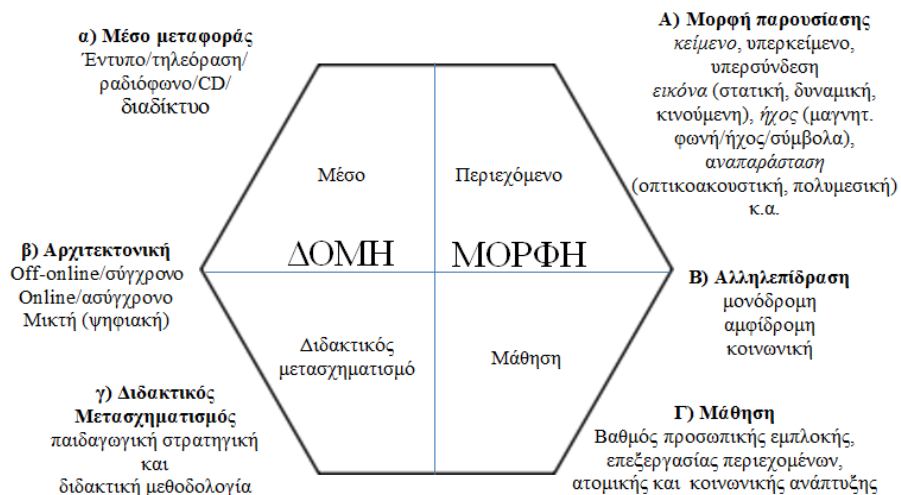 α) Μέσο μεταφοράς
Έντυπο/τηλεόραση/
ραδιόφωνο/CD/
διαδίκτυο
Α) Μορφή παρουσίασης
κείμενο, υπερκείμενο,
υπερσύνδεση
εικόνα (στατική, δυναμική,
κινούμενη), ήχος (μαγνητ.
φωνή/ήχος/σύμβολα),
αναπαράσταση
(οπτικοακουστική, πολυμεσική)
κ.α.
Μέσο
Περιεχόμενο
ΔΟΜΗ
ΜΟΡΦΗ
β) Αρχιτεκτονική
Off-online/σύγχρονο
Online/ασύγχρονο
Μικτή (ψηφιακή)
Β) Αλληλεπίδραση
μονόδρομη
αμφίδρομη
κοινωνική
Διδακτικός
μετασχηματισμό
Μάθηση
γ) Διδακτικός
Μετασχηματισμός
παιδαγωγική στρατηγική
και
διδακτική μεθοδολογία
Γ) Μάθηση
Βαθμός προσωπικής εμπλοκής,
επεξεργασίας περιεχομένων,
ατομικής και κοινωνικής ανάπτυξης